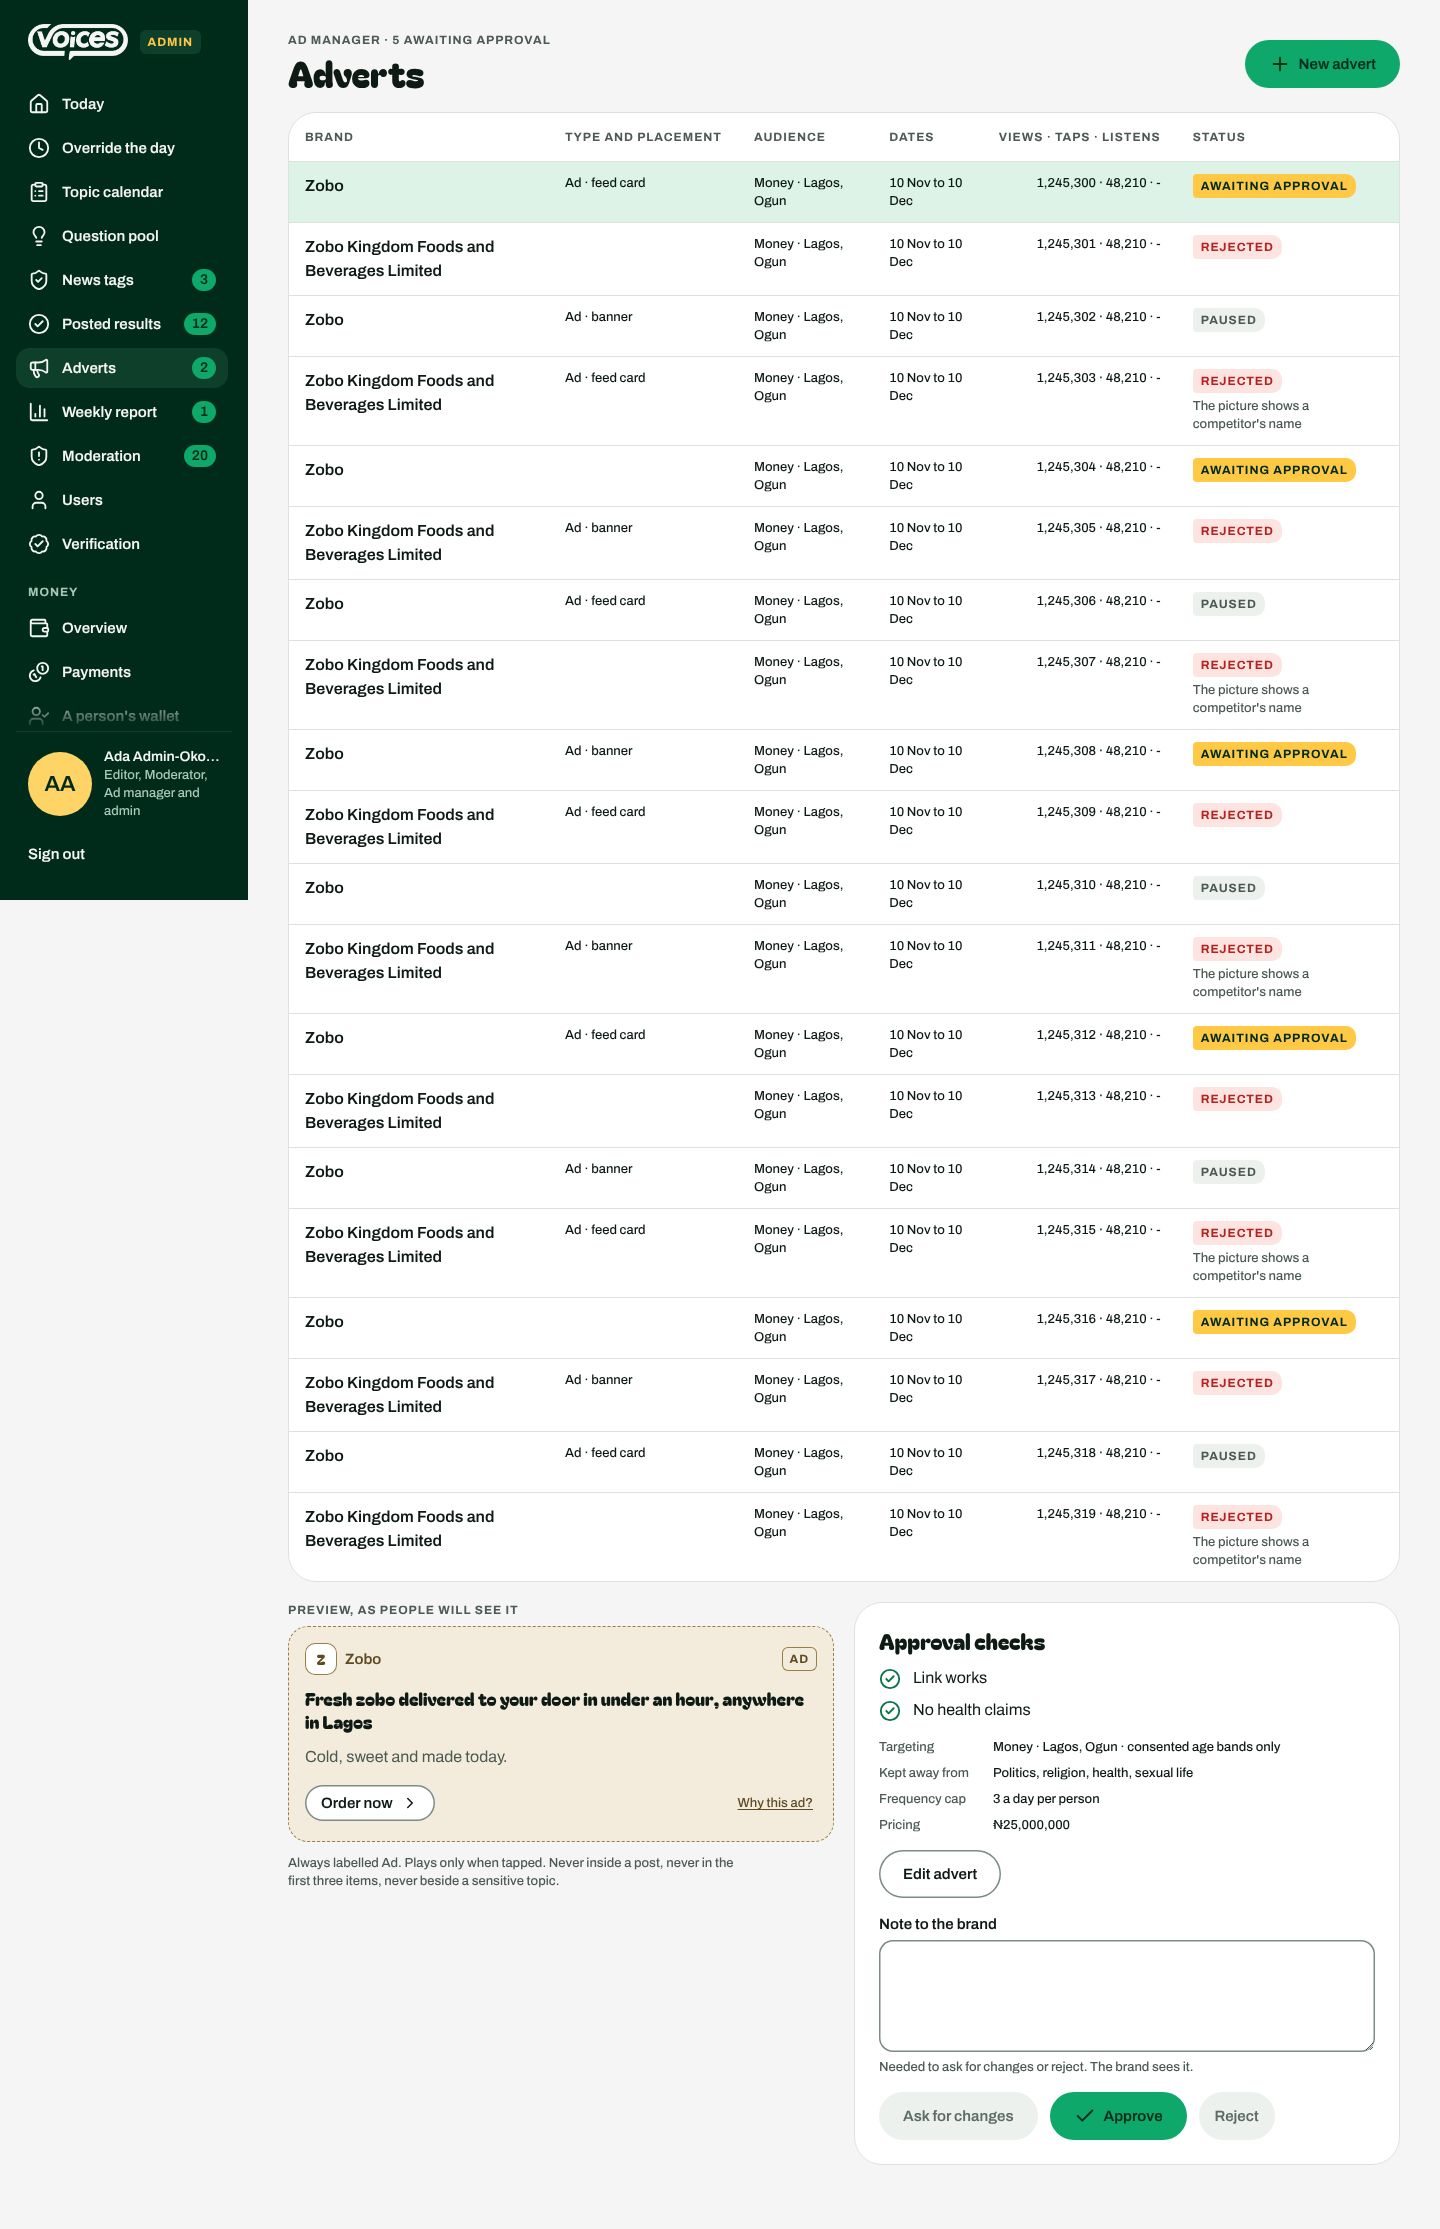 voices ADMIN
Today
Override the day
Topic calendar
Question pool
News tags 3
Posted results 12
Adverts 2
Weekly report 1
Moderation 20
Users
Verification
MONEY
Overview
Payments
A person's wallet
AA
Ada Admin-Oko...
Editor, Moderator,
Ad manager and
admin
Sign out
AD MANAGER · 5 AWAITING APPROVAL
Adverts
New advert
BRAND TYPE AND PLACEMENT AUDIENCE DATES VIEWS · TAPS · LISTENS STATUS
Zobo Ad · feed card Money · Lagos, 10 Nov to 10 1,245,300 · 48,210 · - AWAITING APPROVAL
Ogun Dec
Zobo Kingdom Foods and Money · Lagos, 10 Nov to 10 1,245,301 · 48,210 · - REJECTED
Beverages Limited Ogun Dec
Zobo Ad · banner Money · Lagos, 10 Nov to 10 1,245,302 · 48,210 · - PAUSED
Ogun Dec
Zobo Kingdom Foods and Ad · feed card Money · Lagos, 10 Nov to 10 1,245,303 · 48,210 · - REJECTED
Beverages Limited Ogun Dec The picture shows a
competitor's name
Zobo Money · Lagos, 10 Nov to 10 1,245,304 · 48,210 · - AWAITING APPROVAL
Ogun Dec
Zobo Kingdom Foods and Ad · banner Money · Lagos, 10 Nov to 10 1,245,305 · 48,210 · - REJECTED
Beverages Limited Ogun Dec
Zobo Ad · feed card Money · Lagos, 10 Nov to 10 1,245,306 · 48,210 · - PAUSED
Ogun Dec
Zobo Kingdom Foods and Money · Lagos, 10 Nov to 10 1,245,307 · 48,210 · - REJECTED
Beverages Limited Ogun Dec The picture shows a
competitor's name
Zobo Ad · banner Money · Lagos, 10 Nov to 10 1,245,308 · 48,210 · - AWAITING APPROVAL
Ogun Dec
Zobo Kingdom Foods and Ad · feed card Money · Lagos, 10 Nov to 10 1,245,309 · 48,210 · - REJECTED
Beverages Limited Ogun Dec
Zobo Money · Lagos, 10 Nov to 10 1,245,310 · 48,210 · - PAUSED
Ogun Dec
Zobo Kingdom Foods and Ad · banner Money · Lagos, 10 Nov to 10 1,245,311 · 48,210 · - REJECTED
Beverages Limited Ogun Dec The picture shows a
competitor's name
Zobo Ad · feed card Money · Lagos, 10 Nov to 10 1,245,312 · 48,210 · - AWAITING APPROVAL
Ogun Dec
Zobo Kingdom Foods and Money · Lagos, 10 Nov to 10 1,245,313 · 48,210 · - REJECTED
Beverages Limited Ogun Dec
Zobo Ad · banner Money · Lagos, 10 Nov to 10 1,245,314 · 48,210 · - PAUSED
Ogun Dec
Zobo Kingdom Foods and Ad · feed card Money · Lagos, 10 Nov to 10 1,245,315 · 48,210 · - REJECTED
Beverages Limited Ogun Dec The picture shows a
competitor's name
Zobo Money · Lagos, 10 Nov to 10 1,245,316 · 48,210 · - AWAITING APPROVAL
Ogun Dec
Zobo Kingdom Foods and Ad · banner Money · Lagos, 10 Nov to 10 1,245,317 · 48,210 · - REJECTED
Beverages Limited Ogun Dec
Zobo Ad · feed card Money · Lagos, 10 Nov to 10 1,245,318 · 48,210 · - PAUSED
Ogun Dec
Zobo Kingdom Foods and Money · Lagos, 10 Nov to 10 1,245,319 · 48,210 · - REJECTED
Beverages Limited Ogun Dec The picture shows a
competitor's name
PREVIEW, AS PEOPLE WILL SEE IT
Z Zobo AD
Fresh zobo delivered to your door in under an hour, anywhere
in Lagos
Cold, sweet and made today.
Order now Why this ad?
Always labelled Ad. Plays only when tapped. Never inside a post, never in the
first three items, never beside a sensitive topic.
Approval checks
Link works
No health claims
Targeting Money · Lagos, Ogun · consented age bands only
Kept away from Politics, religion, health, sexual life
Frequency cap 3 a day per person
Pricing ₦25,000,000
Edit advert
Note to the brand
Needed to ask for changes or reject. The brand sees it.
Ask for changes Approve Reject